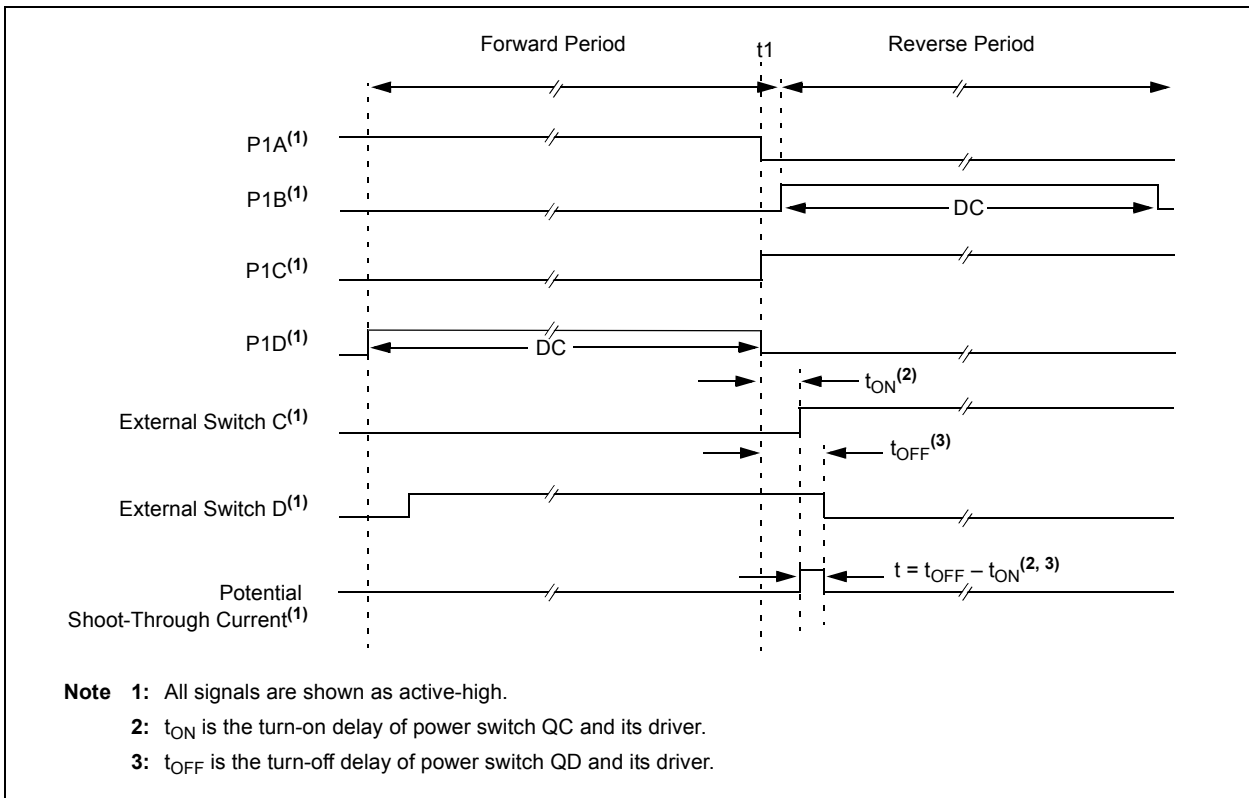 Forward Period
t1
Reverse Period
P1A(1)
P1B(1)
DC
P1C(1)
P1D(1)
DC
tON(2)
External Switch C(1)
tOFF(3)
External Switch D(1)
t = tOFF – tON(2, 3)
Potential
Shoot-Through Current(1)
Note 1: All signals are shown as active-high.
2: tON is the turn-on delay of power switch QC and its driver.
3: tOFF is the turn-off delay of power switch QD and its driver.